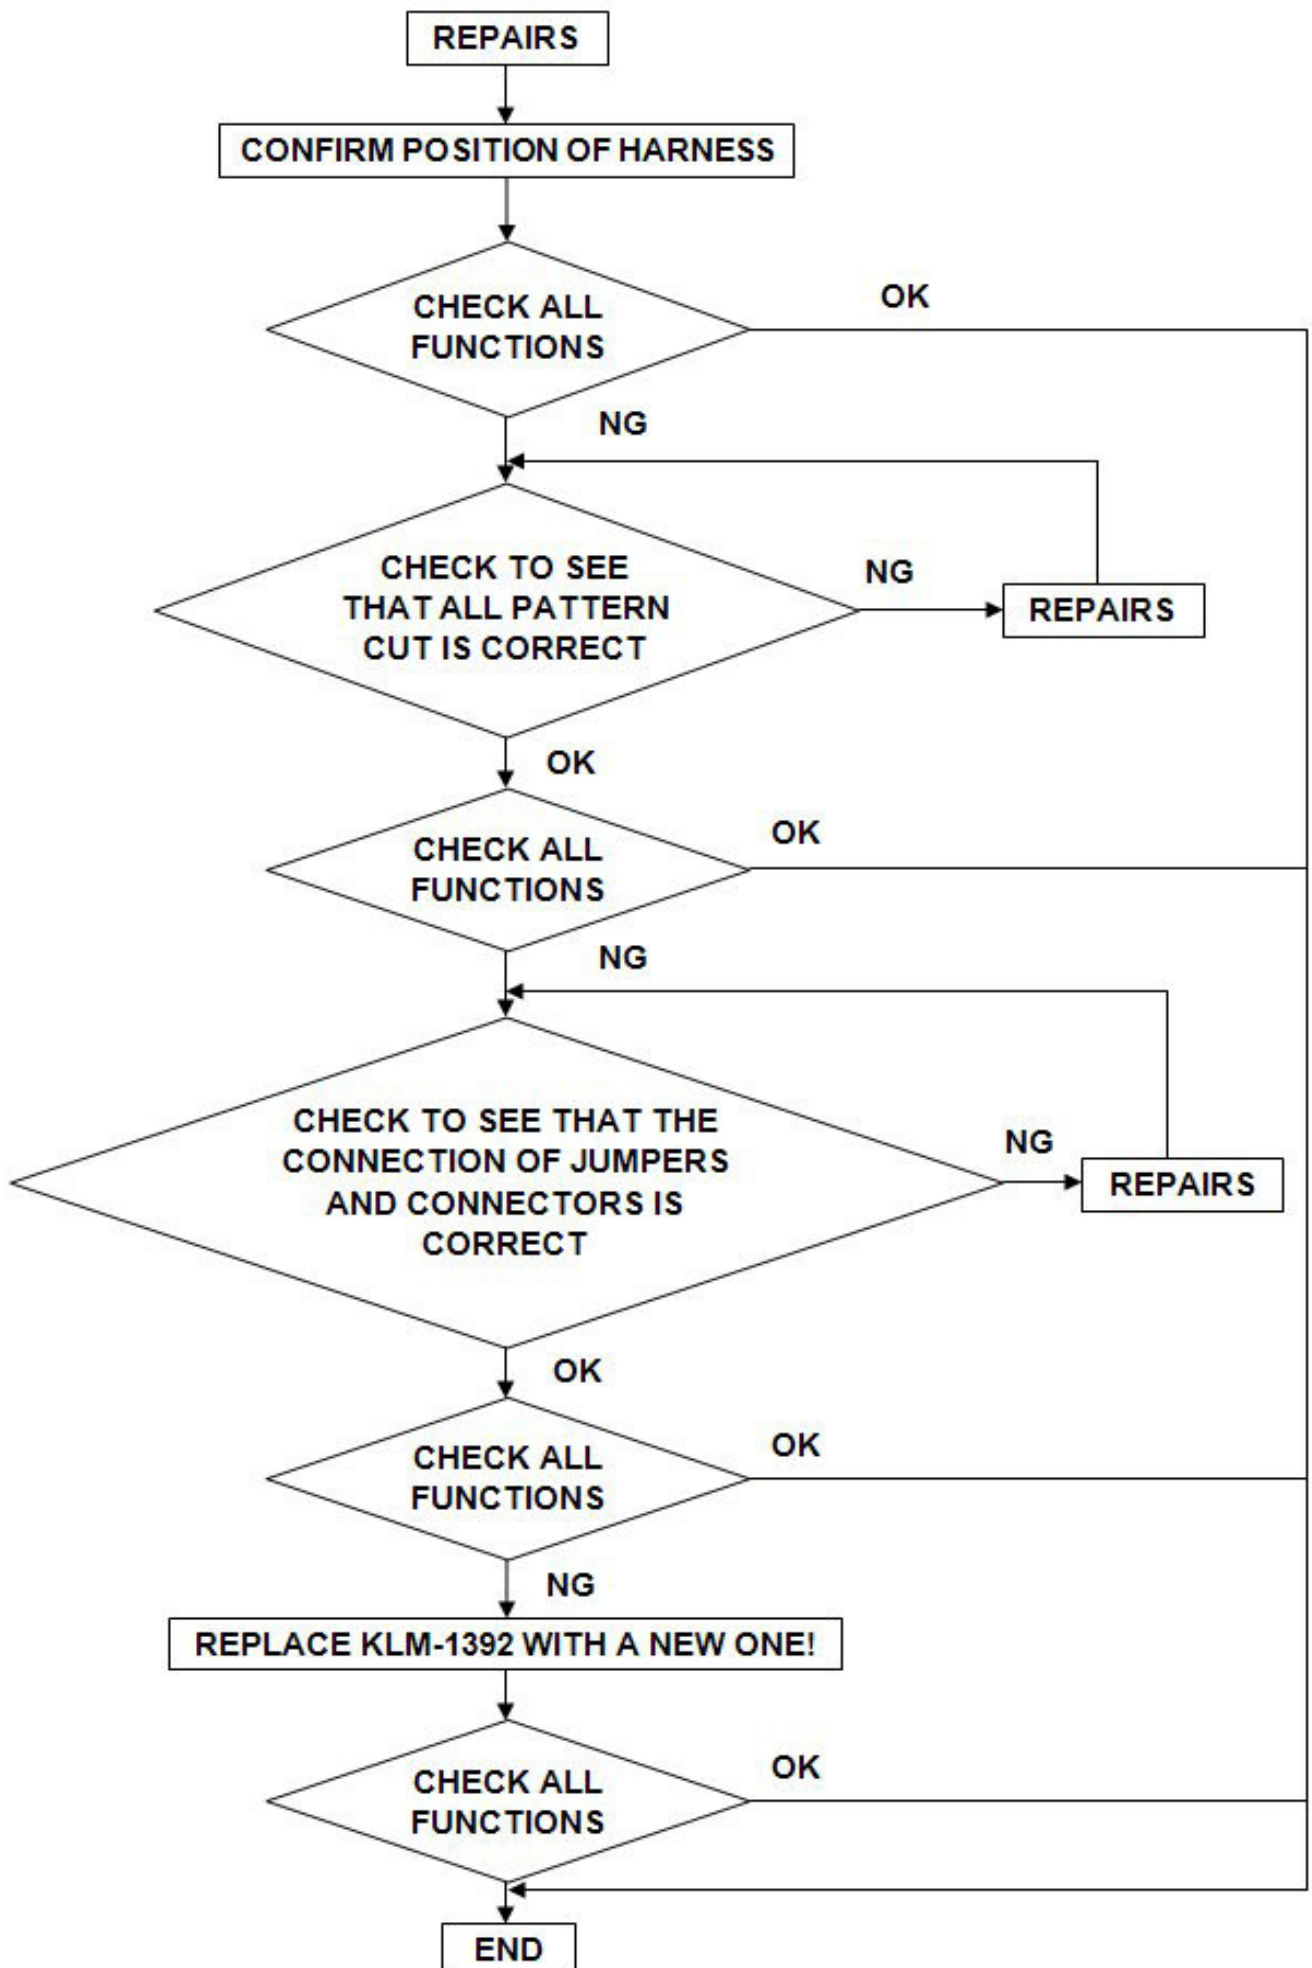 REPAIRS
CONFIRM POSITION OF HARNESS
CHECK ALL
FUNCTIONS
OK
NG
CHECK TO SEE
THAT ALL PATTERN
CUT IS CORRECT
NG
REPAIRS
OK
CHECK ALL
FUNCTIONS
OK
NG
CHECK TO SEE THAT THE
CONNECTION OF JUMPERS
AND CONNECTORS IS
CORRECT
NG
REPAIRS
OK
CHECK ALL
FUNCTIONS
OK
NG
REPLACE KLM-1392 WITH A NEW ONE!
CHECK ALL
FUNCTIONS
OK
END